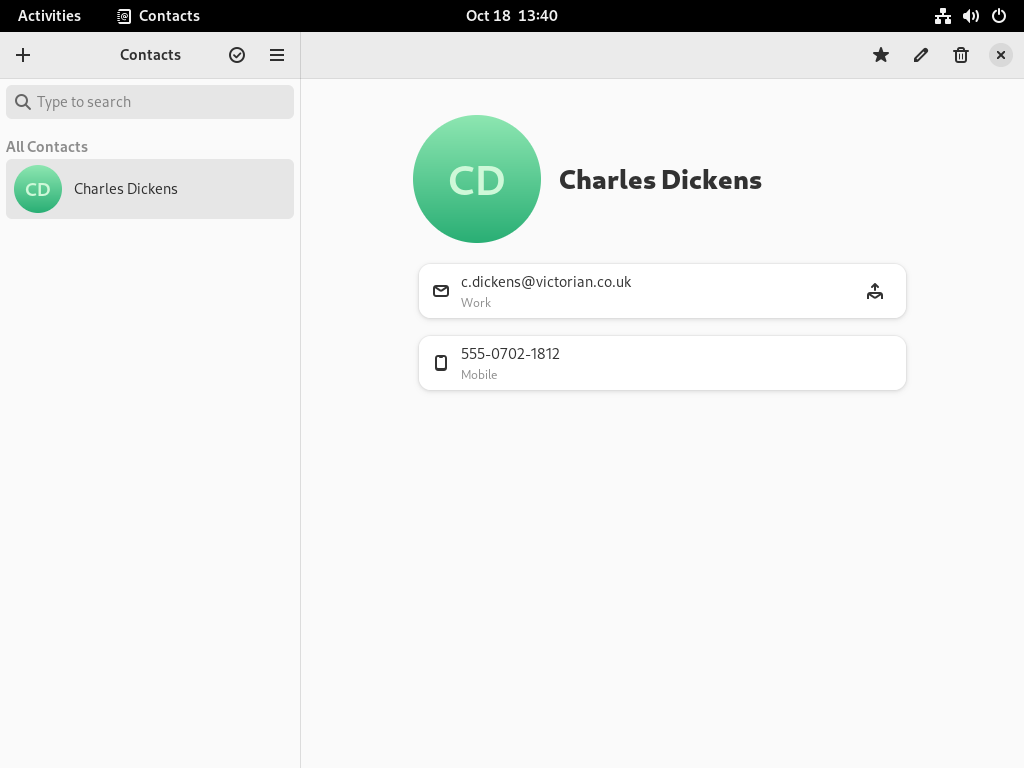 Activities Contacts Oct 18 13:40
Contacts
Type to search
All Contacts
CD Charles Dickens
CD Charles Dickens
c.dickens@victorian.co.uk
Work
555-0702-1812
Mobile